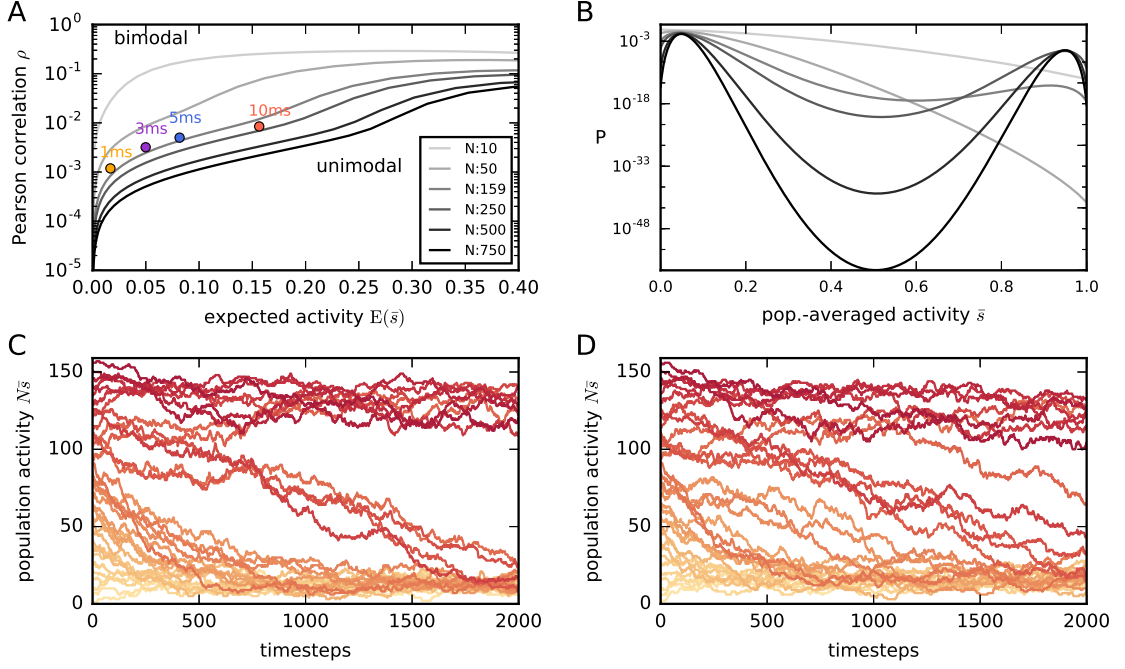 A
Pearson correlation ρ
10^0
10^-1
10^-2
10^-3
10^-4
10^-5
bimodal
1ms
3ms
5ms
10ms
unimodal
N:10
N:50
N:159
N:250
N:500
N:750
0.00 0.05 0.10 0.15 0.20 0.25 0.30 0.35 0.40
expected activity E(s̄)
B
P
10^-3
10^-18
10^-33
10^-48
0.0 0.2 0.4 0.6 0.8 1.0
pop.-averaged activity s̄
C
population activity Ns̄
150
100
50
0
0 500 1000 1500 2000
timesteps
D
population activity Ns̄
150
100
50
0
0 500 1000 1500 2000
timesteps